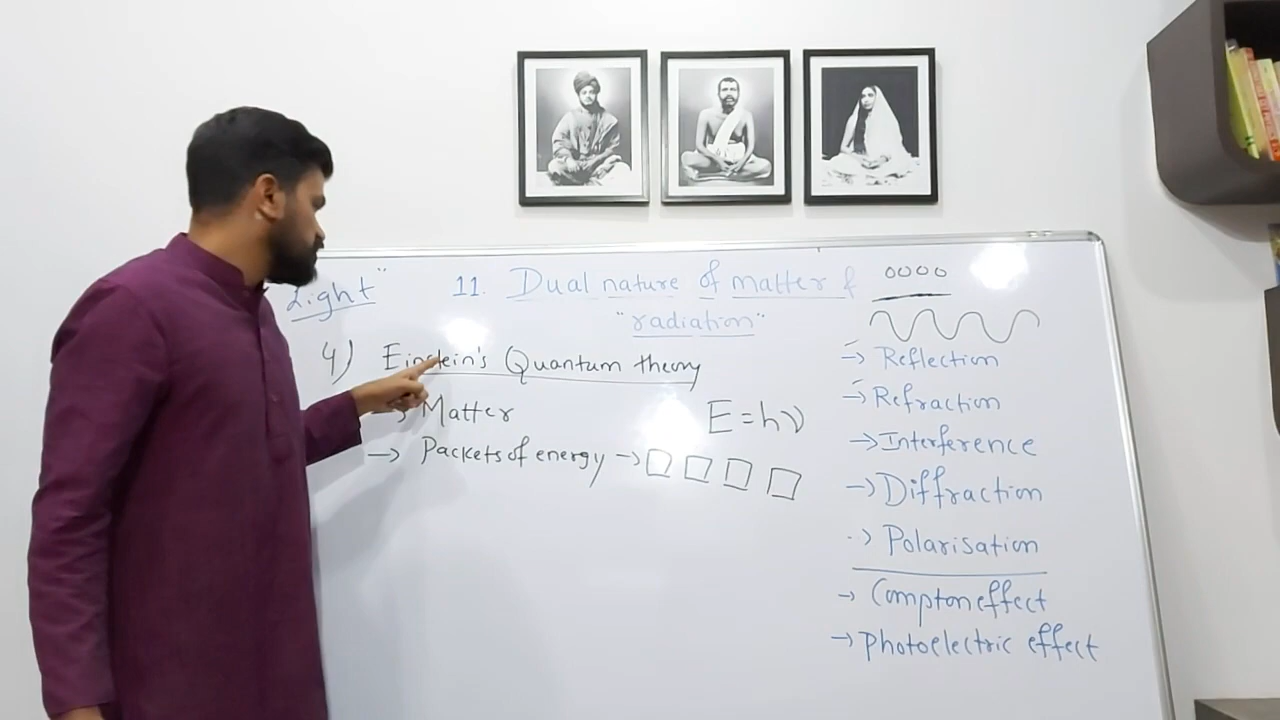 Light" 11. Dual nature of matter &
"radiation"
4) Einstein's Quantum theory
→ Matter
E=hν
→ Packets of energy →
→ Reflection
→ Refraction
→ Interference
→ Diffraction
→ Polarisation
→ Compton effect
→ Photoelectric effect